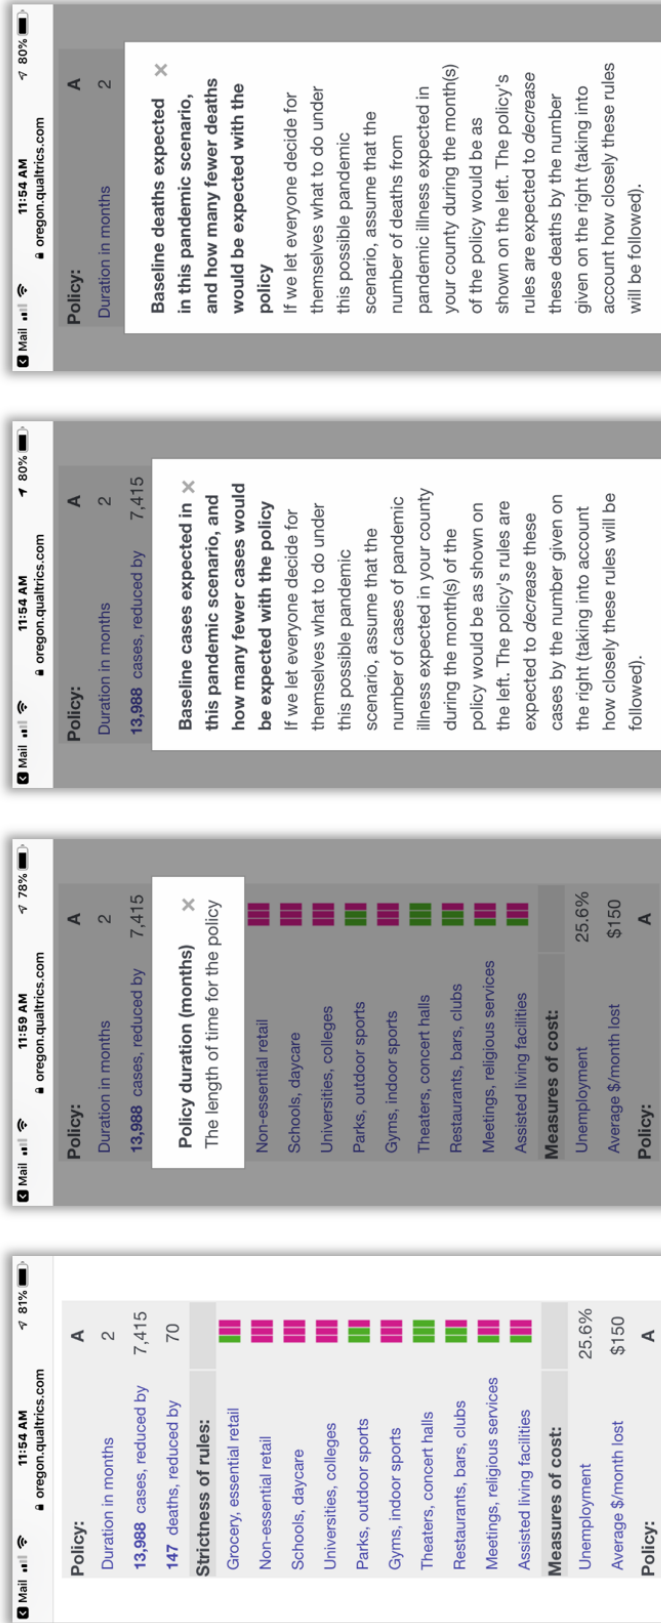 Mail 11:54 AM 81%
oregon.qualtrics.com
Policy: A
Duration in months 2
13,988 cases, reduced by 7,415
147 deaths, reduced by 70
Strictness of rules:
Grocery, essential retail
Non-essential retail
Schools, daycare
Universities, colleges
Parks, outdoor sports
Gyms, indoor sports
Theaters, concert halls
Restaurants, bars, clubs
Meetings, religious services
Assisted living facilities
Measures of cost:
Unemployment 25.6%
Average $/month lost $150
Policy: A
Mail 11:59 AM 78%
oregon.qualtrics.com
Policy: A
Duration in months 2
13,988 cases, reduced by 7,415
Policy duration (months) ×
The length of time for the policy
Non-essential retail
Schools, daycare
Universities, colleges
Parks, outdoor sports
Gyms, indoor sports
Theaters, concert halls
Restaurants, bars, clubs
Meetings, religious services
Assisted living facilities
Measures of cost:
Unemployment 25.6%
Average $/month lost $150
Policy: A
Mail 11:54 AM 80%
oregon.qualtrics.com
Policy: A
Duration in months 2
13,988 cases, reduced by 7,415
Baseline cases expected in ×
this pandemic scenario, and
how many fewer cases would
be expected with the policy
If we let everyone decide for
themselves what to do under
this possible pandemic
scenario, assume that the
number of cases of pandemic
illness expected in your county
during the month(s) of the
policy would be as shown on
the left. The policy's rules are
expected to decrease these
cases by the number given on
the right (taking into account
how closely these rules will be
followed).
Mail 11:54 AM 80%
oregon.qualtrics.com
Policy: A
Duration in months 2
Baseline deaths expected ×
in this pandemic scenario,
and how many fewer deaths
would be expected with the
policy
If we let everyone decide for
themselves what to do under
this possible pandemic
scenario, assume that the
number of deaths from
pandemic illness expected in
your county during the month(s)
of the policy would be as
shown on the left. The policy's
rules are expected to decrease
these deaths by the number
given on the right (taking into
account how closely these rules
will be followed).